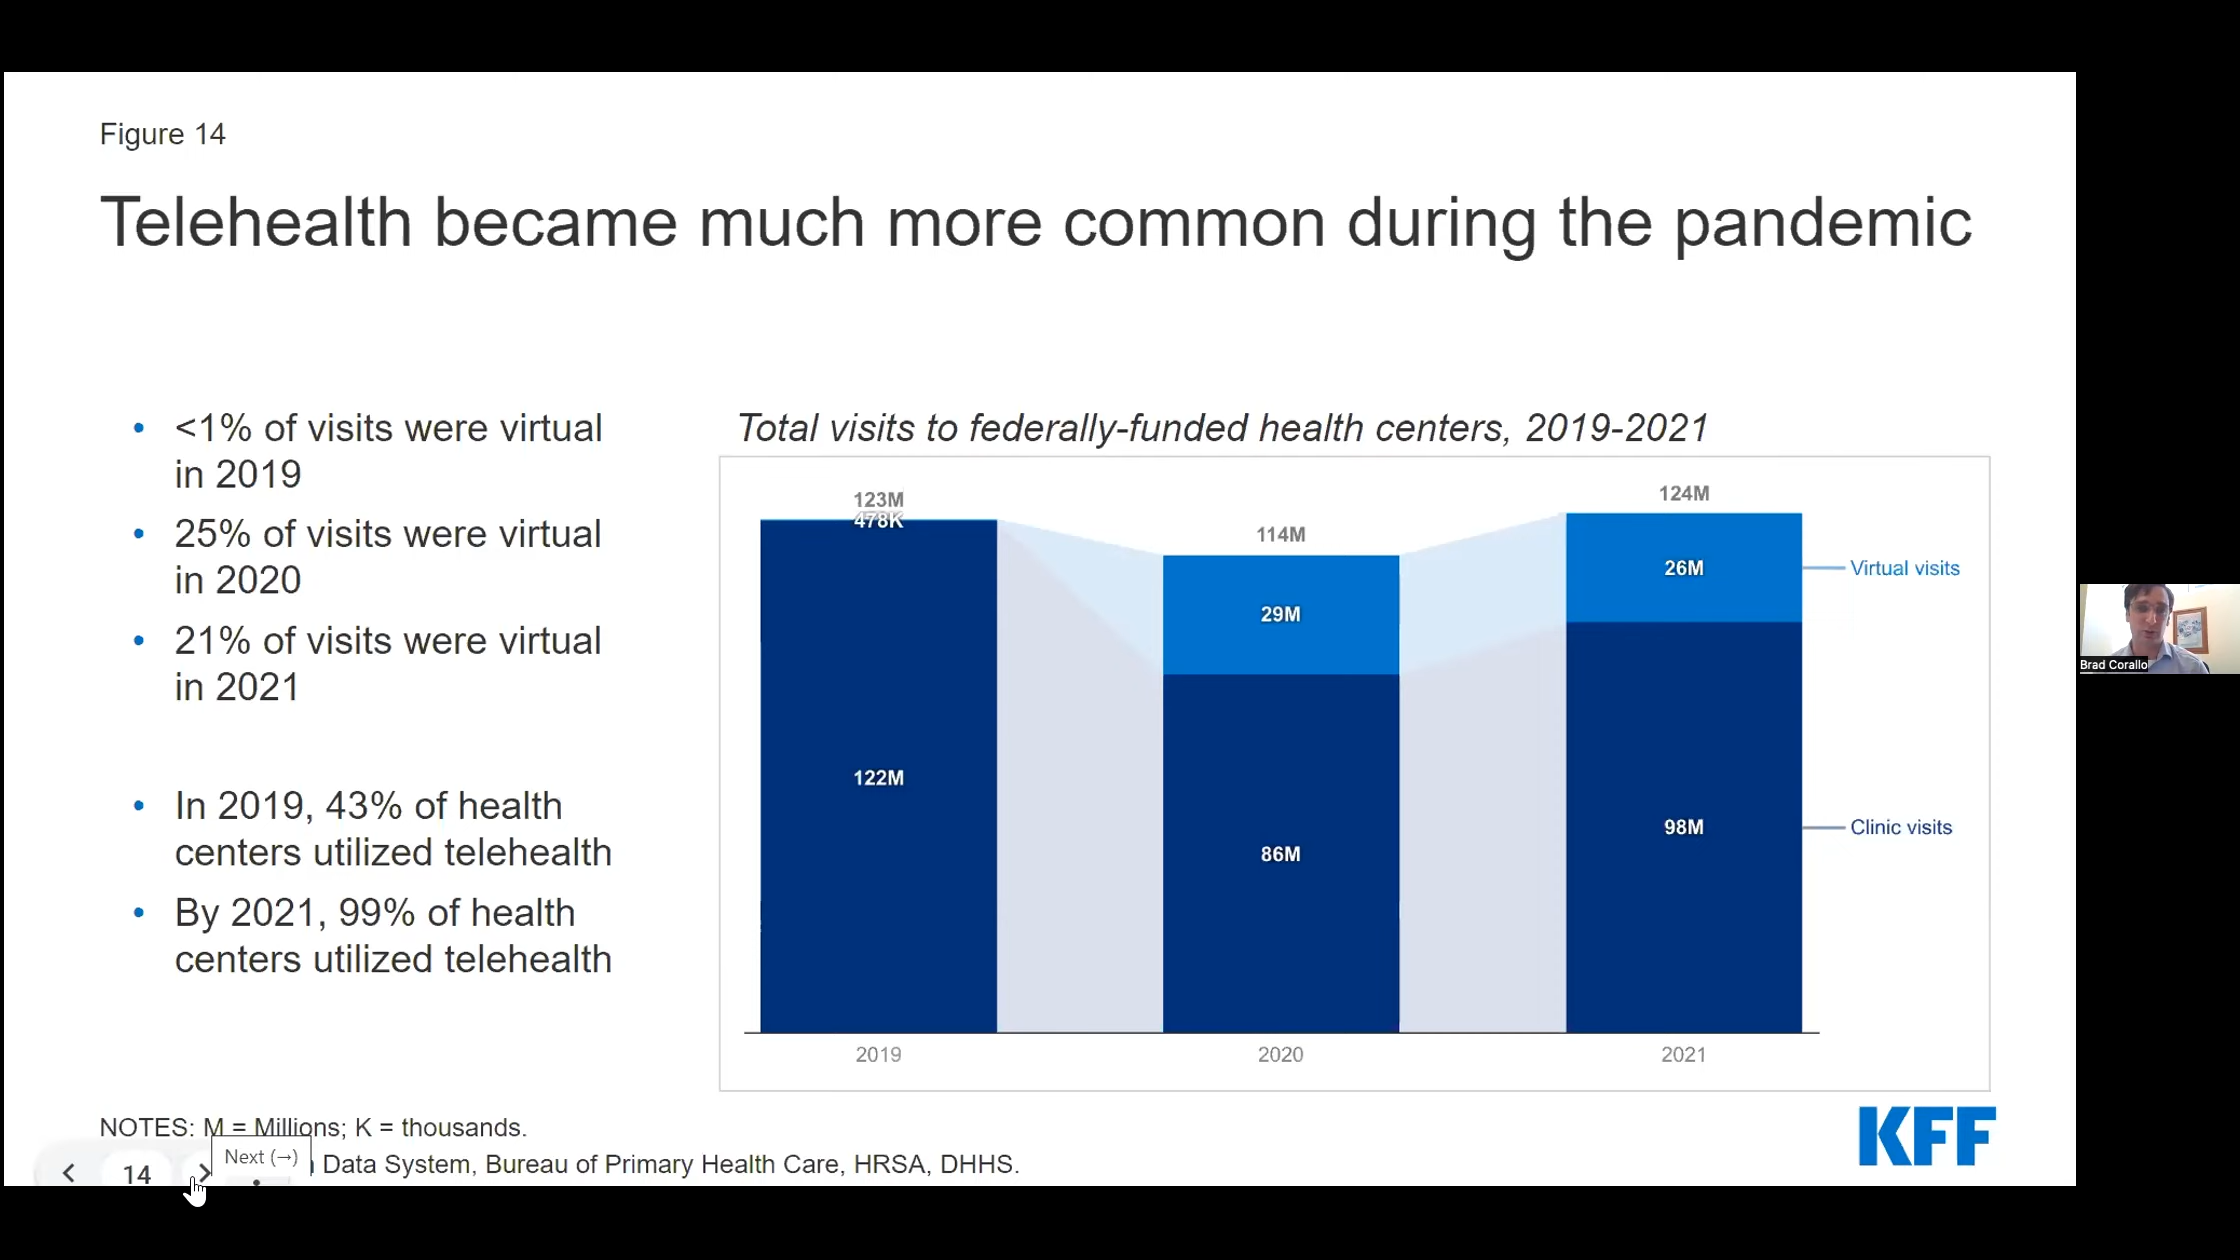 Figure 14
Telehealth became much more common during the pandemic
• <1% of visits were virtual
in 2019
• 25% of visits were virtual
in 2020
• 21% of visits were virtual
in 2021
• In 2019, 43% of health
centers utilized telehealth
• By 2021, 99% of health
centers utilized telehealth
Total visits to federally-funded health centers, 2019-2021
123M
478K
122M
114M
29M
86M
124M
26M
98M
Virtual visits
Clinic visits
2019
2020
2021
NOTES: M = Millions; K = thousands.
Data System, Bureau of Primary Health Care, HRSA, DHHS.
14
Next (→)
KFF
Brad Corallo